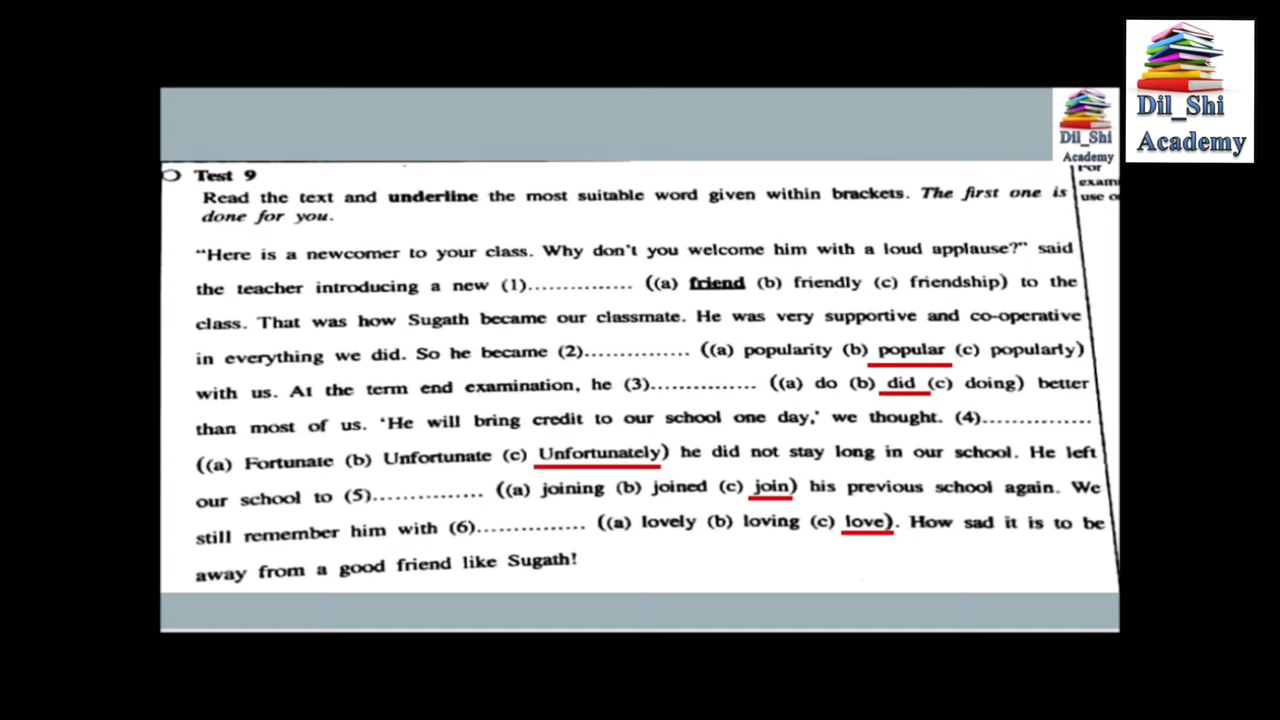 Dil_Shi
Academy
Dil_Shi
Academy
Test 9
Read the text and underline the most suitable word given within brackets. The first one is
done for you.
exam
use o
"Here is a newcomer to your class. Why don't you welcome him with a loud applause?" said
the teacher introducing a new (1)............... ((a) friend (b) friendly (c) friendship) to the
class. That was how Sugath became our classmate. He was very supportive and co-operative
in everything we did. So he became (2)............... ((a) popularity (b) popular (c) popularly)
with us. At the term end examination, he (3)............... ((a) do (b) did (c) doing) better
than most of us. 'He will bring credit to our school one day,' we thought. (4)...............
((a) Fortunate (b) Unfortunate (c) Unfortunately) he did not stay long in our school. He left
our school to (5)............... ((a) joining (b) joined (c) join) his previous school again. We
still remember him with (6)............... ((a) lovely (b) loving (c) love). How sad it is to be
away from a good friend like Sugath!